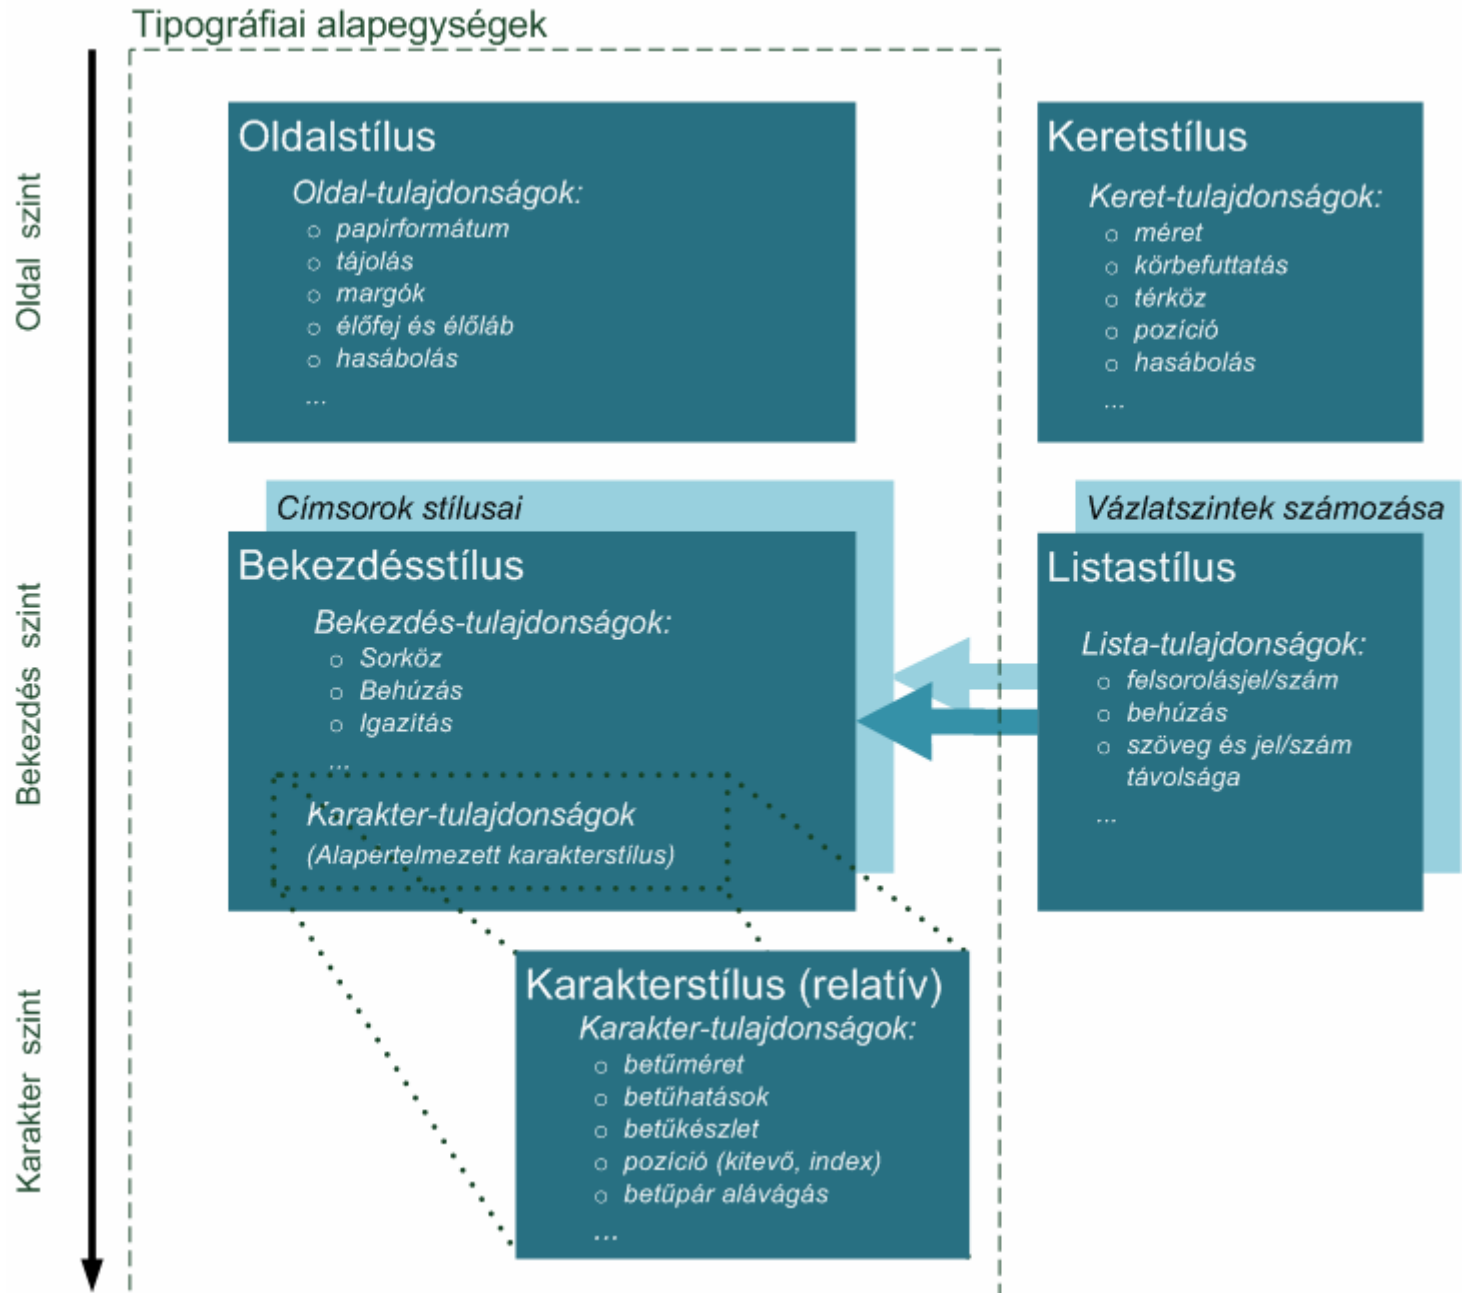 Tipográfiai alapegységek
Oldal szint
Oldalstílus
Oldal-tulajdonságok:
papírformátum
tájolás
margók
élőfej és élőláb
hasábolás
...
Keretstílus
Keret-tulajdonságok:
méret
körbefuttatás
térköz
pozíció
hasábolás
...
Bekezdés szint
Címsorok stílusai
Bekezdésstílus
Bekezdés-tulajdonságok:
Sorköz
Behúzás
Igazítás
...
Karakter-tulajdonságok
(Alapértelmezett karakterstílus)
Vázlatszintek számozása
Listastílus
Lista-tulajdonságok:
felsorolásjel/szám
behúzás
szöveg és jel/szám
távolsága
...
Karakter szint
Karakterstílus (relatív)
Karakter-tulajdonságok:
betűméret
betűhatások
betűkészlet
pozíció (kitevő, index)
betűpár alávágás
...